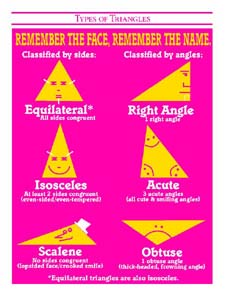 TYPES OF TRIANGLES
REMEMBER THE FACE, REMEMBER THE NAME.
Classified by sides:
Classified by angles:
Equilateral*
*All sides congruent
Right Angle
1 right angle
Isosceles
At least 2 sides congruent
(even-sided/even-tempered)
Acute
3 acute angles
(all cute & smiling angles)
Scalene
No sides congruent
(lopsided face/crooked smile)
Obtuse
1 obtuse angle
(thick-headed, frowning angle)
*Equilateral triangles are also isosceles.